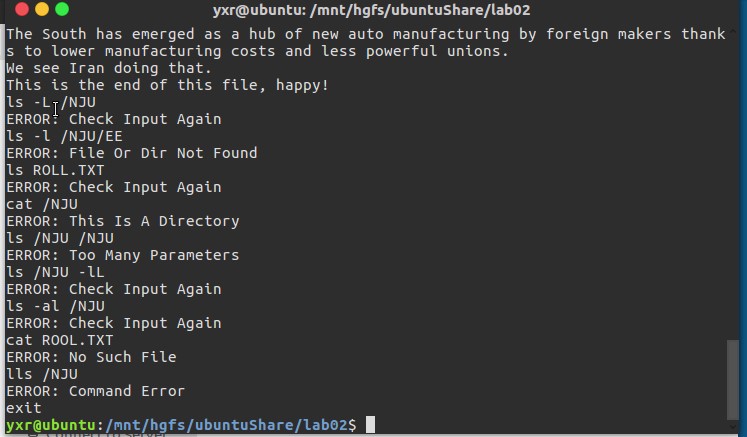 yxr@ubuntu: /mnt/hgfs/ubuntuShare/lab02
The South has emerged as a hub of new auto manufacturing by foreign makers thank
s to lower manufacturing costs and less powerful unions.
We see Iran doing that.
This is the end of this file, happy!
ls -L /NJU
ERROR: Check Input Again
ls -l /NJU/EE
ERROR: File Or Dir Not Found
ls ROLL.TXT
ERROR: Check Input Again
cat /NJU
ERROR: This Is A Directory
ls /NJU /NJU
ERROR: Too Many Parameters
ls /NJU -lL
ERROR: Check Input Again
ls -al /NJU
ERROR: Check Input Again
cat ROOL.TXT
ERROR: No Such File
lls /NJU
ERROR: Command Error
exit
yxr@ubuntu:/mnt/hgfs/ubuntuShare/lab02$